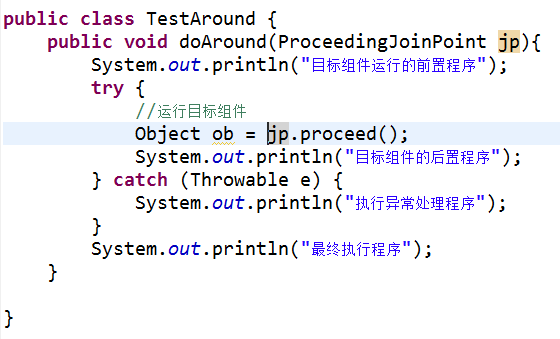 public class TestAround {
    public void doAround(ProceedingJoinPoint jp){
        System.out.println("目标组件运行的前置程序");
        try {
            //运行目标组件
            Object ob = jp.proceed();
            System.out.println("目标组件的后置程序");
        } catch (Throwable e) {
            System.out.println("执行异常处理程序");
        }
        System.out.println("最终执行程序");
    }
}